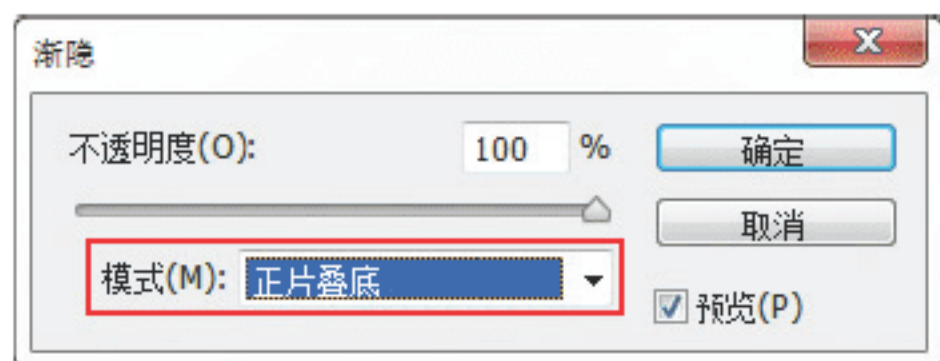 渐隐
不透明度(O): 100 %
确定
取消
模式(M): 正片叠底
预览(P)